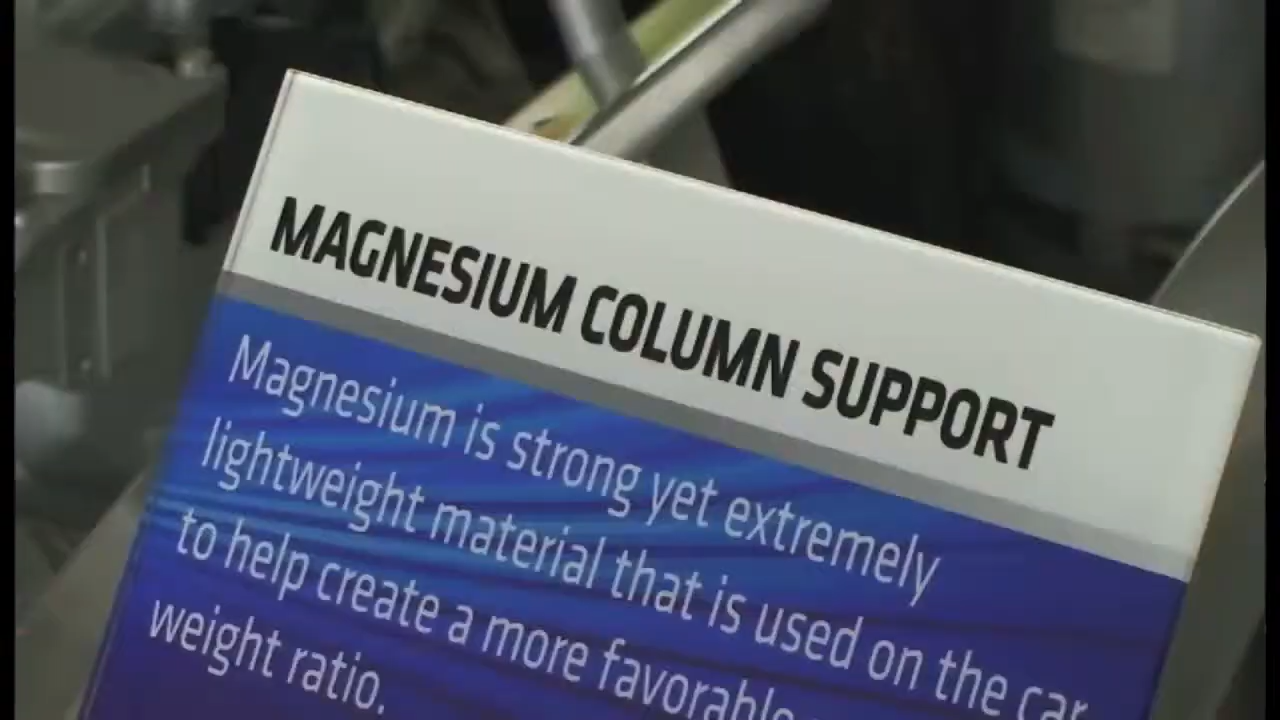 MAGNESIUM COLUMN SUPPORT
Magnesium is strong yet extremely
lightweight material that is used on the car
to help create a more favorable
weight ratio.